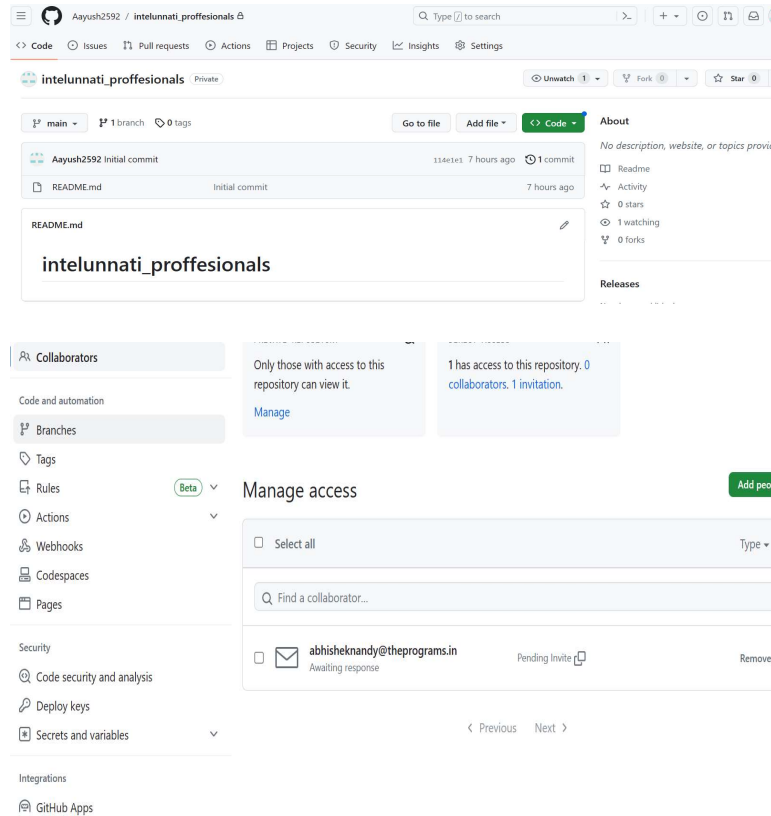 Aayush2592 / intelunnati_proffesionals
Type / to search
Code Issues Pull requests Actions Projects Security Insights Settings
intelunnati_proffesionals Private
Unwatch 1 Fork 0 Star 0
main 1 branch 0 tags Go to file Add file Code
Aayush2592 Initial commit 114e1e1 7 hours ago 1 commit
README.md Initial commit 7 hours ago
README.md
intelunnati_proffesionals
About
No description, website, or topics
Readme
Activity
0 stars
1 watching
0 forks
Releases
Collaborators
Code and automation
Branches
Tags
Rules Beta
Actions
Webhooks
Codespaces
Pages
Security
Code security and analysis
Deploy keys
Secrets and variables
Integrations
GitHub Apps
Only those with access to this
repository can view it.
Manage
1 has access to this repository. 0
collaborators. 1 invitation.
Manage access
Add
Select all Type
Find a collaborator...
abhisheknandy@theprograms.in
Awaiting response
Pending Invite
Remove
Previous Next